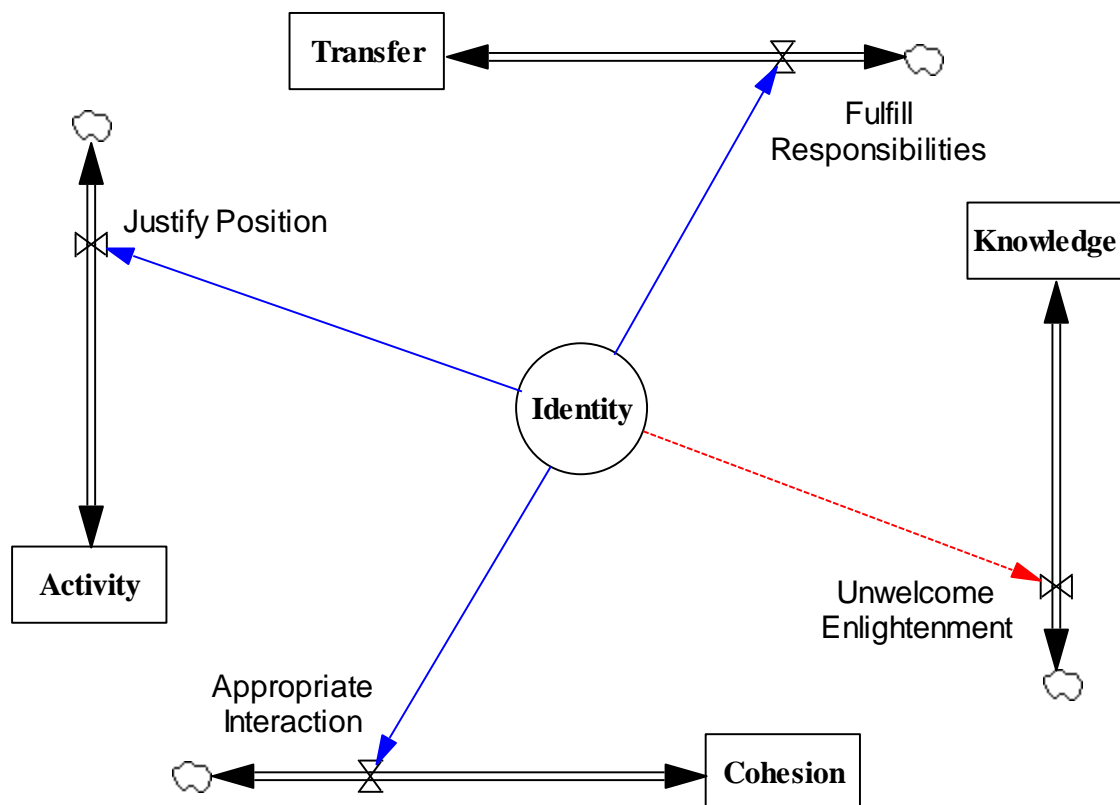 Transfer
Fulfill
Responsibilities
Justify Position
Knowledge
Identity
Activity
Unwelcome
Enlightenment
Appropriate
Interaction
Cohesion